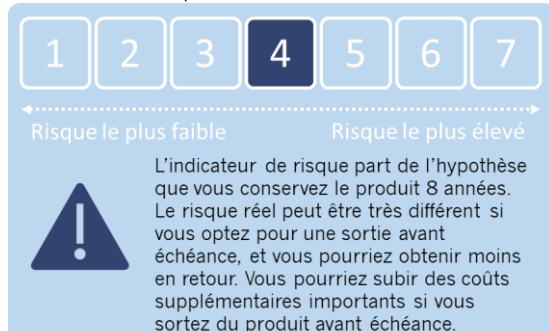 1 2 3 4 5 6 7
Risque le plus faible Risque le plus élevé
L'indicateur de risque part de l'hypothèse
que vous conservez le produit 8 années.
Le risque réel peut être très différent si
vous optez pour une sortie avant
échéance, et vous pourriez obtenir moins
en retour. Vous pourriez subir des coûts
supplémentaires importants si vous
sortez du produit avant échéance.